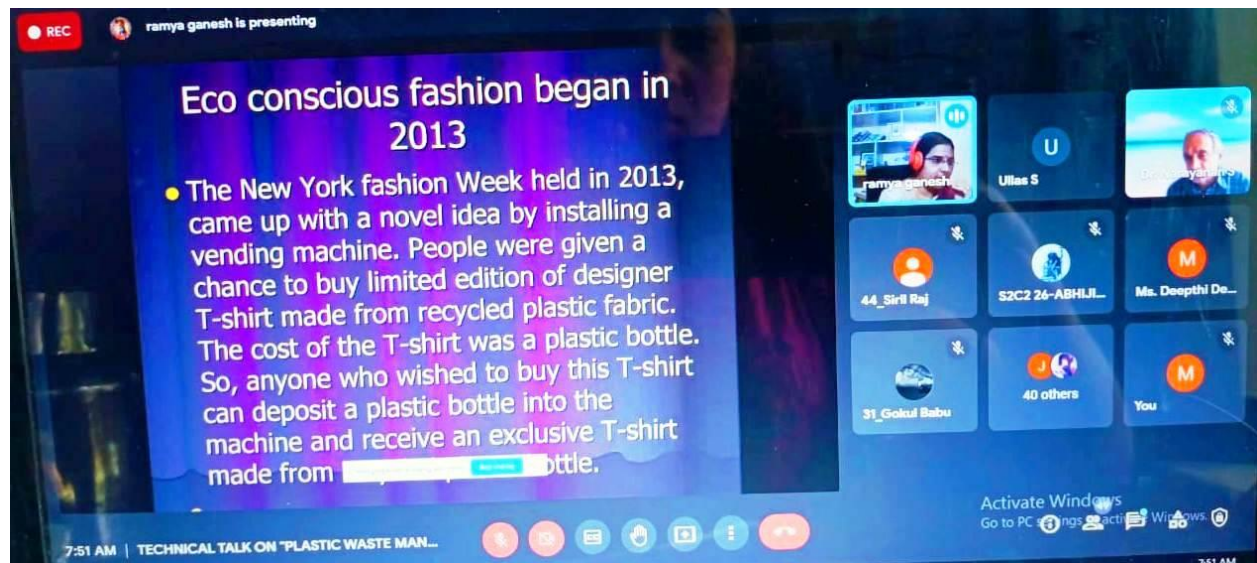 REC
ramya ganesh is presenting
Eco conscious fashion began in
2013
The New York fashion Week held in 2013,
came up with a novel idea by installing a
vending machine. People were given a
chance to buy limited edition of designer
T-shirt made from recycled plastic fabric.
The cost of the T-shirt was a plastic bottle.
So, anyone who wished to buy this T-shirt
can deposit a plastic bottle into the
machine and receive an exclusive T-shirt
made from
ramya ganesh
U
Ullas S
44_Siril Raj
S2C2 26-ABHIJI...
M
Ms. Deepthi De...
31_Gokul Babu
J
40 others
M
You
Activate Windows
Go to PC
7:51 AM | TECHNICAL TALK ON "PLASTIC WASTE MAN...
7:51 AM